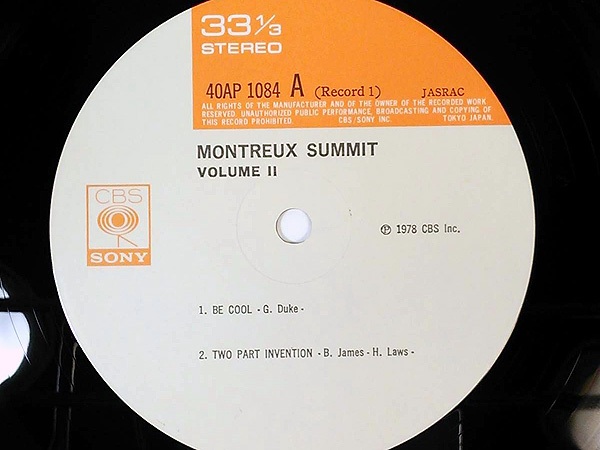 33 1/3
STEREO
40AP 1084 A (Record 1) JASRAC
ALL RIGHTS OF THE MANUFACTURER AND OF THE OWNER OF THE RECORDED WORK
RESERVED. UNAUTHORIZED PUBLIC PERFORMANCE, BROADCASTING AND COPYING OF
THIS RECORD PROHIBITED. CBS/SONY INC. TOKYO JAPAN.
MONTREUX SUMMIT
VOLUME II
CBS
SONY
Ⓟ 1978 CBS Inc.
1. BE COOL - G. Duke -
2. TWO PART INVENTION - B. James - H. Laws -